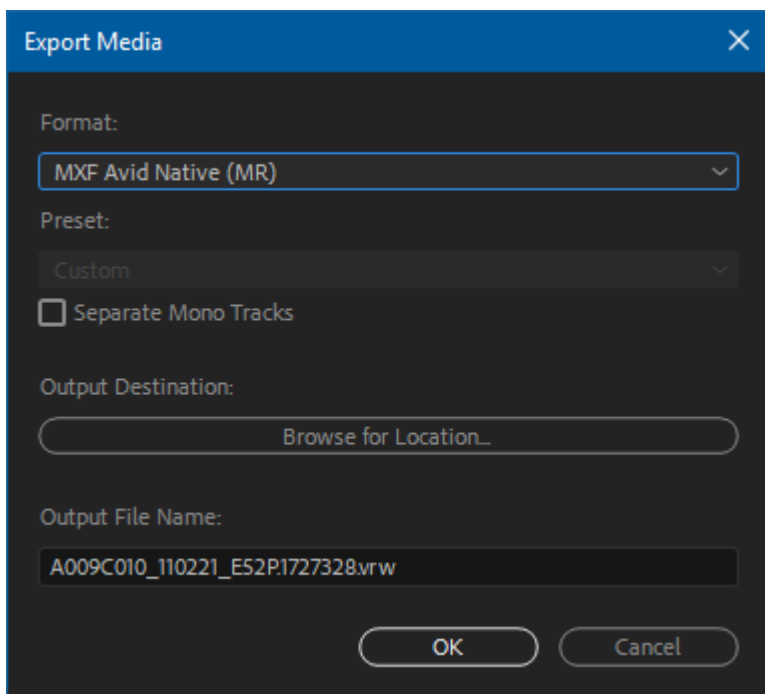 Export Media
Format:
MXF Avid Native (MR)
Preset:
Custom
Separate Mono Tracks
Output Destination:
Browse for Location...
Output File Name:
A009C010_110221_E52P.1727328.vrw
OK
Cancel